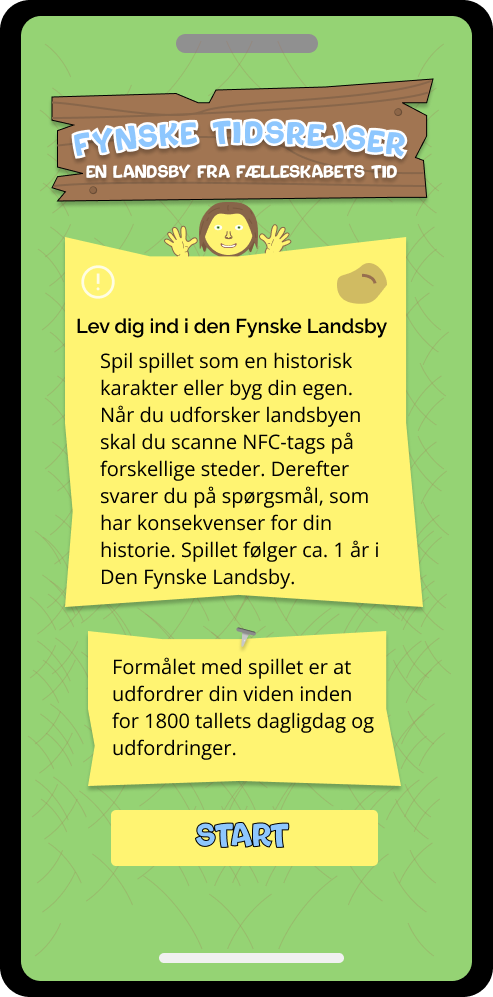 FYNSKE TIDSREJSER
EN LANDSBY FRA FÆLLESKABETS TID
Lev dig ind i den Fynske Landsby
Spil spillet som en historisk
karakter eller byg din egen.
Når du udforsker landsbyen
skal du scanne NFC-tags på
forskellige steder. Derefter
svarer du på spørgsmål, som
har konsekvenser for din
historie. Spillet følger ca. 1 år i
Den Fynske Landsby.
Formålet med spillet er at
udfordrer din viden inden
for 1800 tallets dagligdag og
udfordringer.
START